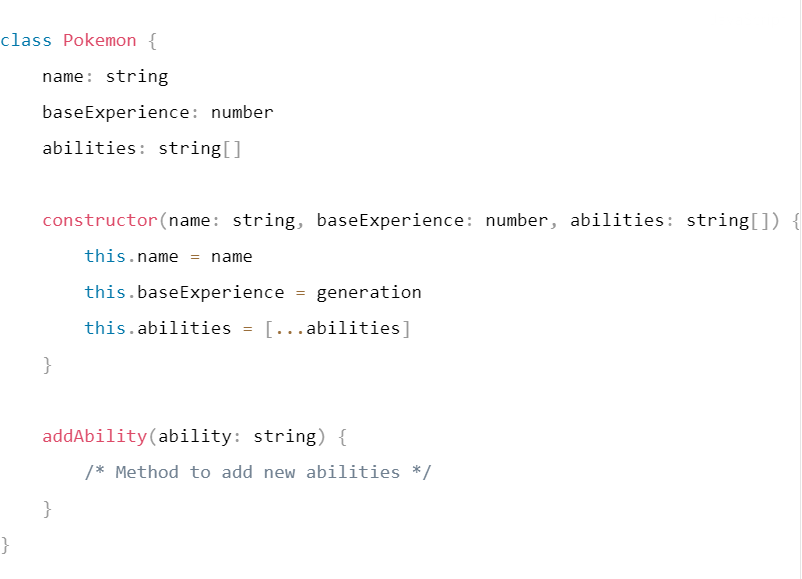 class Pokemon {
name: string
baseExperience: number
abilities: string[]
constructor(name: string, baseExperience: number, abilities: string[]) {
this.name = name
this.baseExperience = generation
this.abilities = [...abilities]
}
addAbility(ability: string) {
/* Method to add new abilities */
}
}